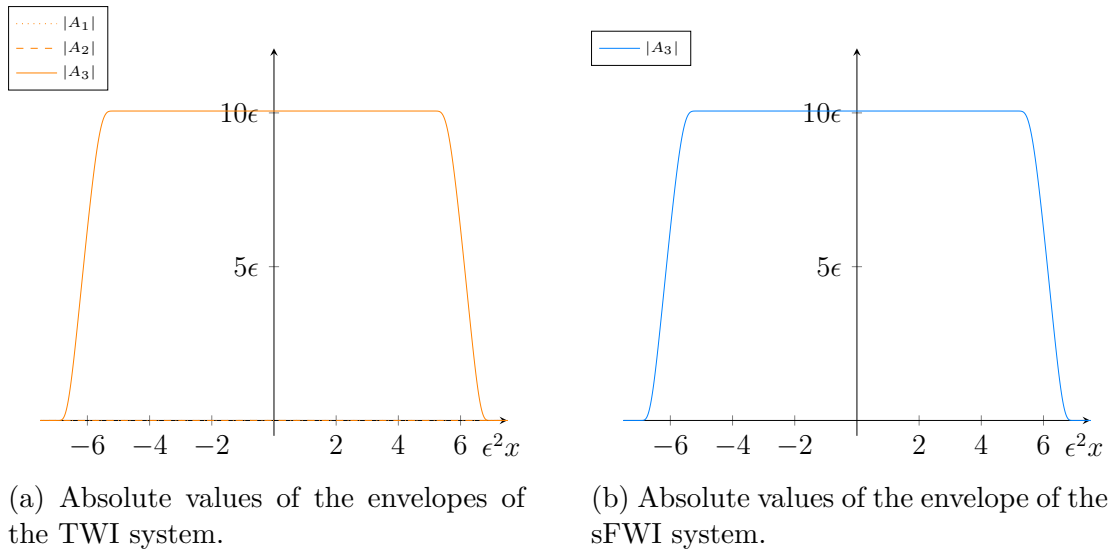 |A₁|
|A₂|
|A₃|
10ϵ
5ϵ
−6 −4 −2 2 4 6 ϵ²x
(a) Absolute values of the envelopes of
the TWI system.
|A₃|
10ϵ
5ϵ
−6 −4 −2 2 4 6 ϵ²x
(b) Absolute values of the envelope of the
sFWI system.